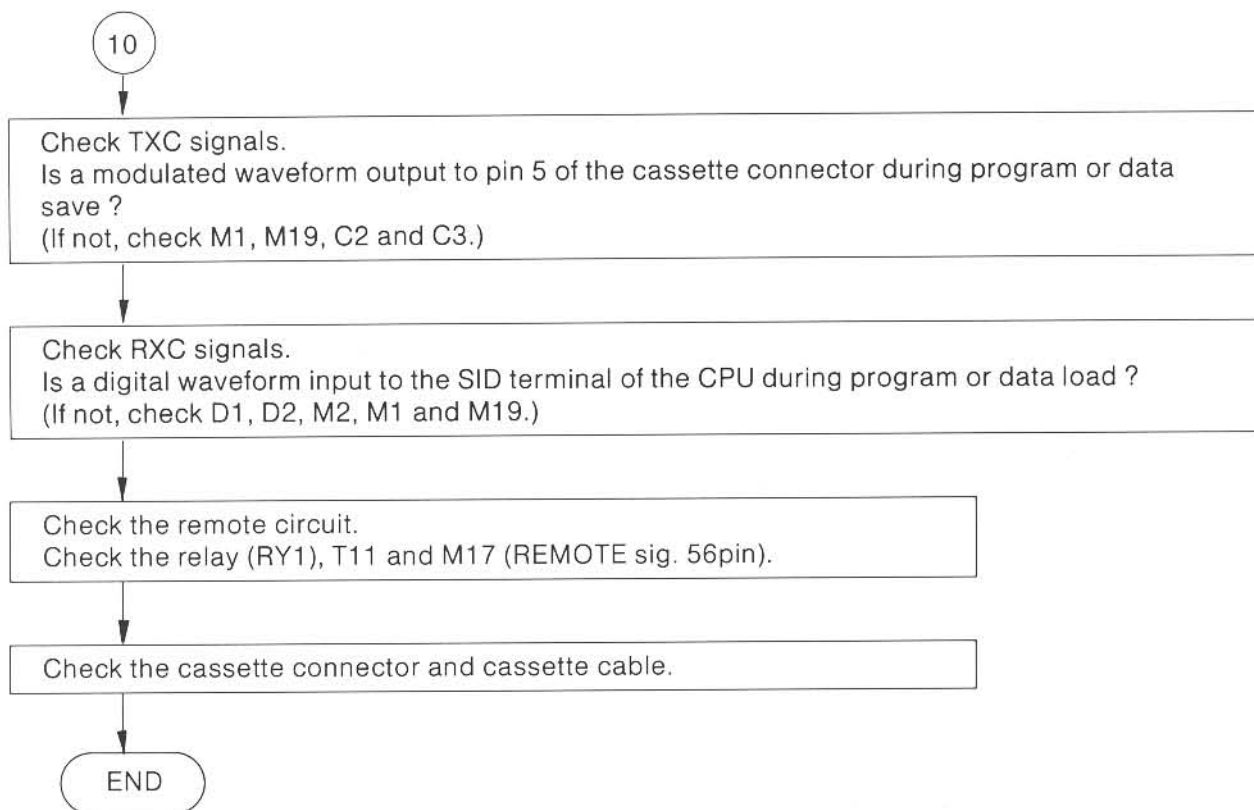 10
Check TXC signals.
Is a modulated waveform output to pin 5 of the cassette connector during program or data
save ?
(If not, check M1, M19, C2 and C3.)
Check RXC signals.
Is a digital waveform input to the SID terminal of the CPU during program or data load ?
(If not, check D1, D2, M2, M1 and M19.)
Check the remote circuit.
Check the relay (RY1), T11 and M17 (REMOTE sig. 56pin).
Check the cassette connector and cassette cable.
END